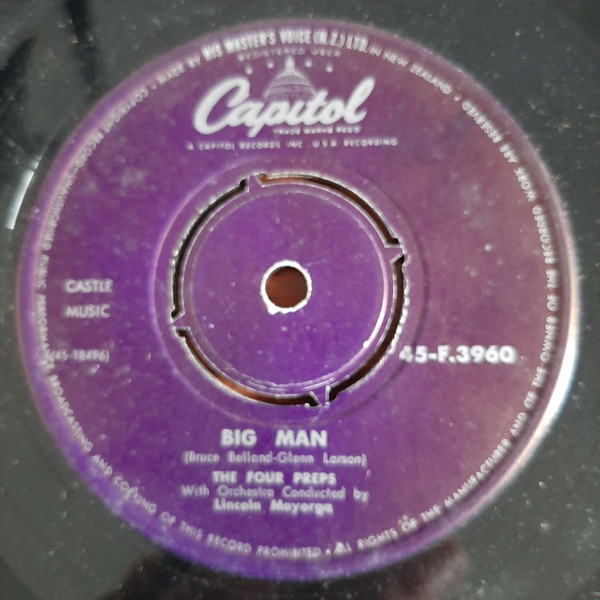 MADE BY HIS MASTER'S VOICE (N.Z.) LTD. IN NEW ZEALAND
REGISTERED USER
Capitol
TRADE MARK REGD
A CAPITOL RECORDS INC. U.S.A. RECORDING
CASTLE
MUSIC
(45-18496)
45-F.3960
BIG MAN
(Bruce Belland-Glenn Larson)
THE FOUR PREPS
With Orchestra Conducted by
Lincoln Mayorga
ALL RIGHTS OF THE MANUFACTURER AND OF THE OWNER OF THE RECORDED WORK ARE RESERVED
PUBLIC PERFORMANCE BROADCASTING AND COPYING OF THIS RECORD PROHIBITED